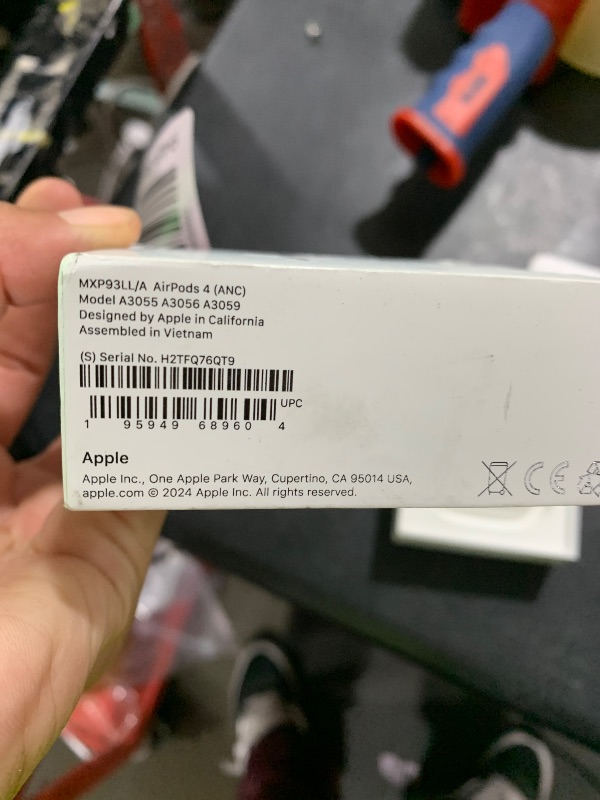 MXP93LL/A AirPods 4 (ANC)
Model A3055 A3056 A3059
Designed by Apple in California
Assembled in Vietnam
(S) Serial No. H2TFQ76QT9
UPC
1 95949 68960 4
Apple
Apple Inc., One Apple Park Way, Cupertino, CA 95014 USA,
apple.com © 2024 Apple Inc. All rights reserved.
CE